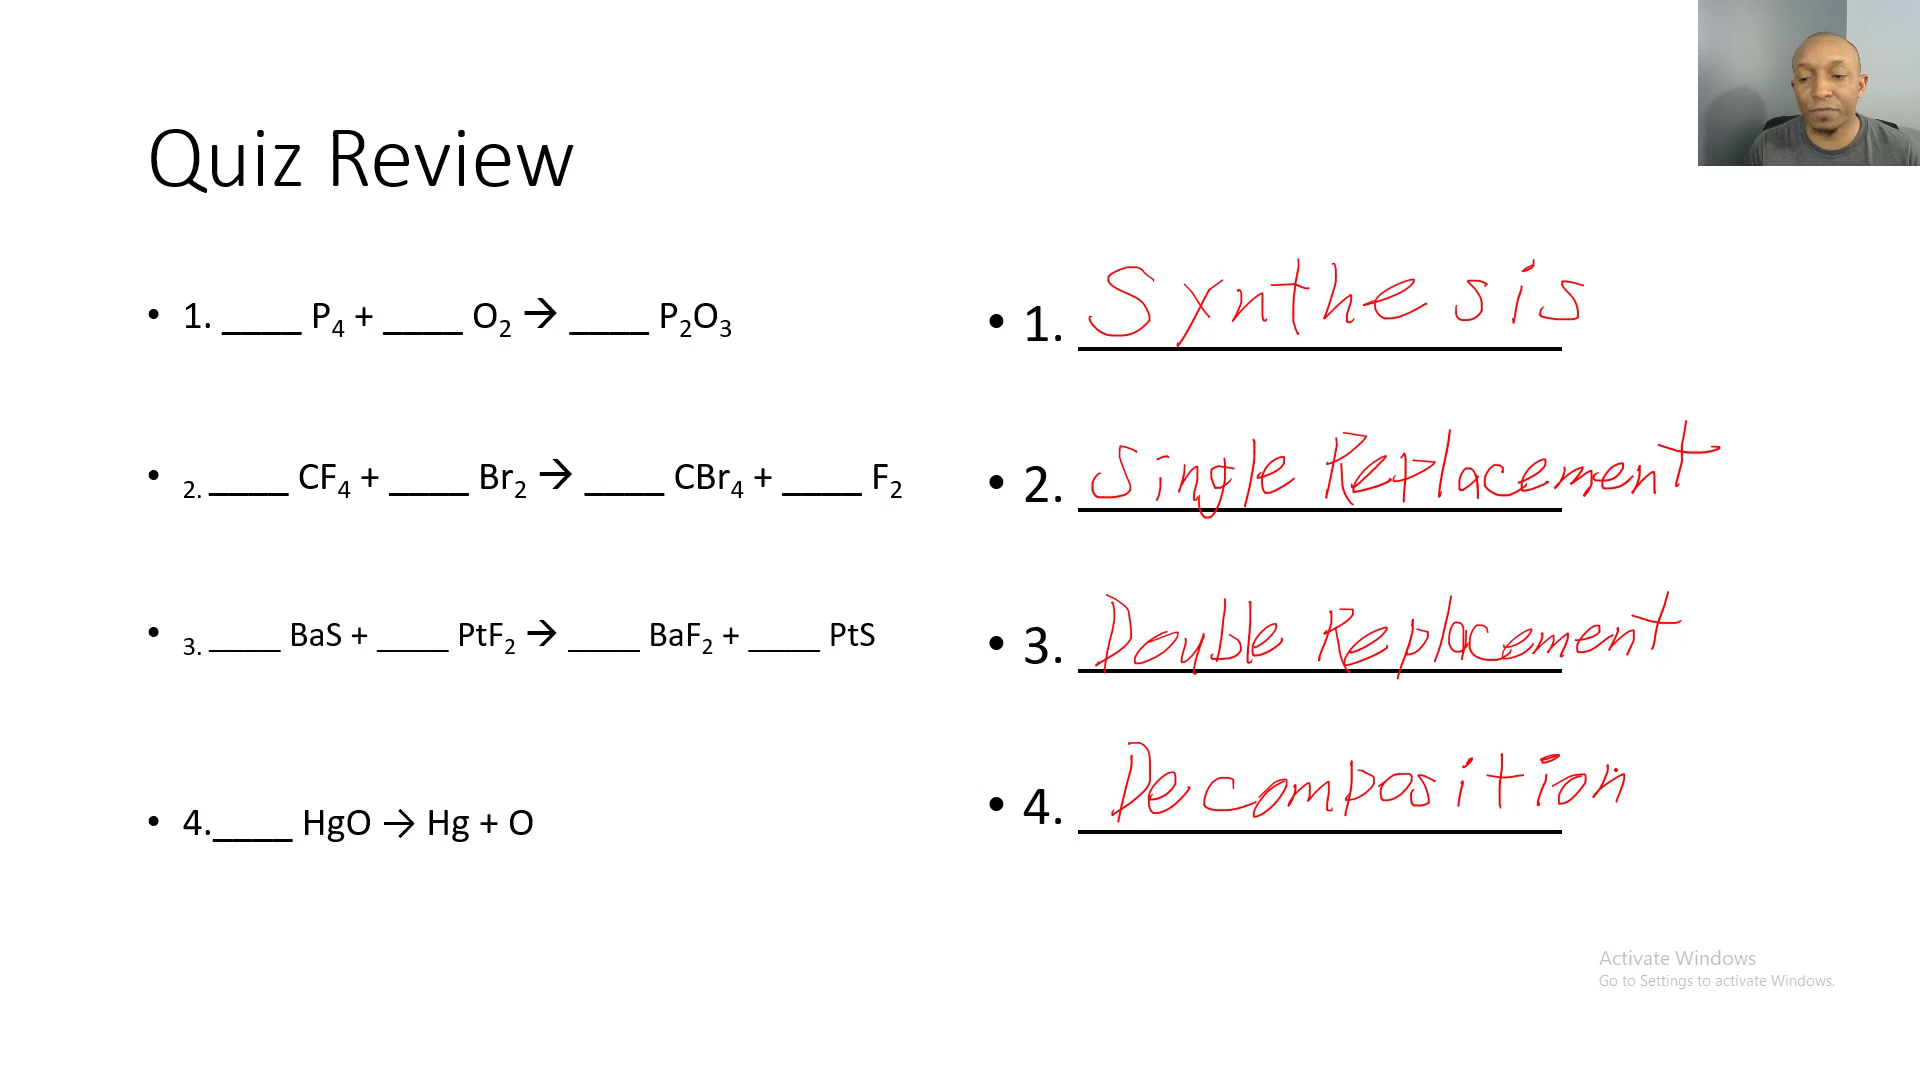 Quiz Review
• 1. ____ P₄ + ____ O₂ → ____ P₂O₃
• 2. ____ CF₄ + ____ Br₂ → ____ CBr₄ + ____ F₂
• 3. ____ BaS + ____ PtF₂ → ____ BaF₂ + ____ PtS
• 4.____ HgO → Hg + O
• 1. Synthesis
• 2. Single Replacement
• 3. Double Replacement
• 4. Decomposition
Activate Windows
Go to Settings to activate Windows.